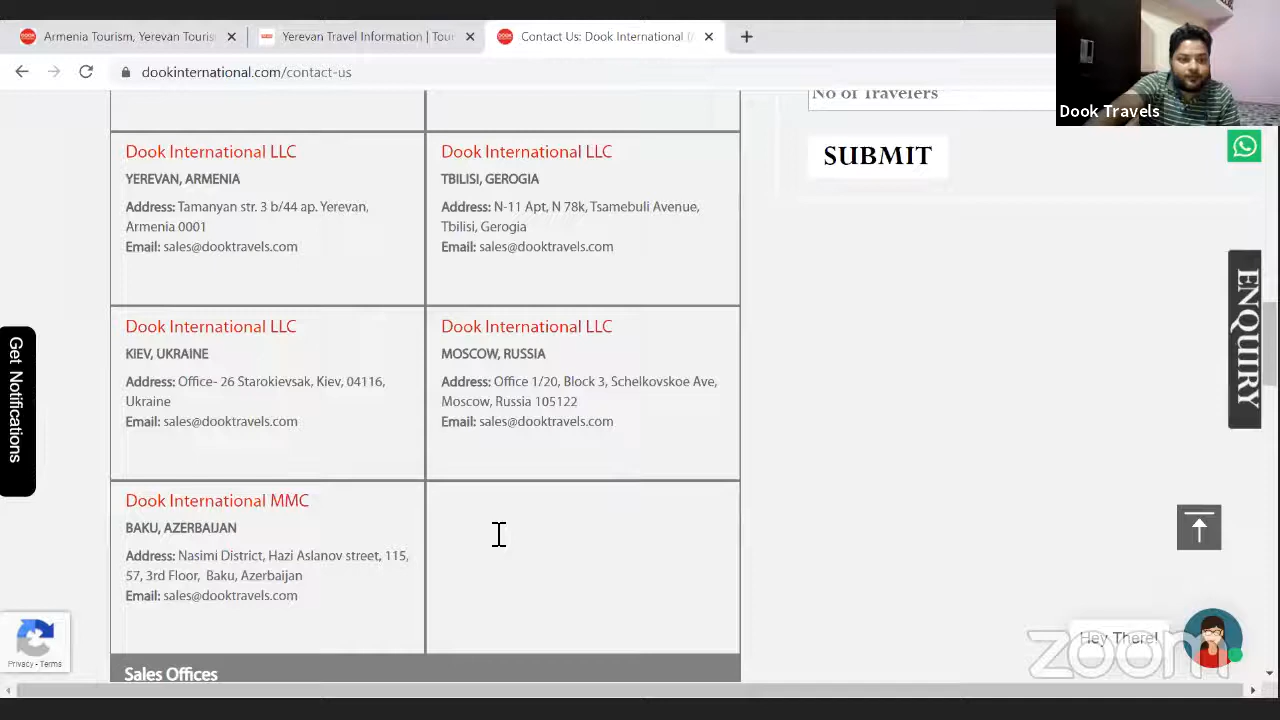 Armenia Tourism, Yerevan Touris
Yerevan Travel Information | Tour
Contact Us: Dook International (
dookinternational.com/contact-us
Dook Travels
No of Travelers
SUBMIT
Dook International LLC
YEREVAN, ARMENIA
Address: Tamanyan str. 3 b/44 ap. Yerevan,
Armenia 0001
Email: sales@dooktravels.com
Dook International LLC
TBILISI, GEROGIA
Address: N-11 Apt, N 78k, Tsamebuli Avenue,
Tbilisi, Gerogia
Email: sales@dooktravels.com
Dook International LLC
KIEV, UKRAINE
Address: Office- 26 Starokievsak, Kiev, 04116,
Ukraine
Email: sales@dooktravels.com
Dook International LLC
MOSCOW, RUSSIA
Address: Office 1/20, Block 3, Schelkovskoe Ave,
Moscow, Russia 105122
Email: sales@dooktravels.com
Dook International MMC
BAKU, AZERBAIJAN
Address: Nasimi District, Hazi Aslanov street, 115,
57, 3rd Floor, Baku, Azerbaijan
Email: sales@dooktravels.com
Sales Offices
Get Notifications
ENQUIRY
Privacy - Terms
Hey There!
zoom